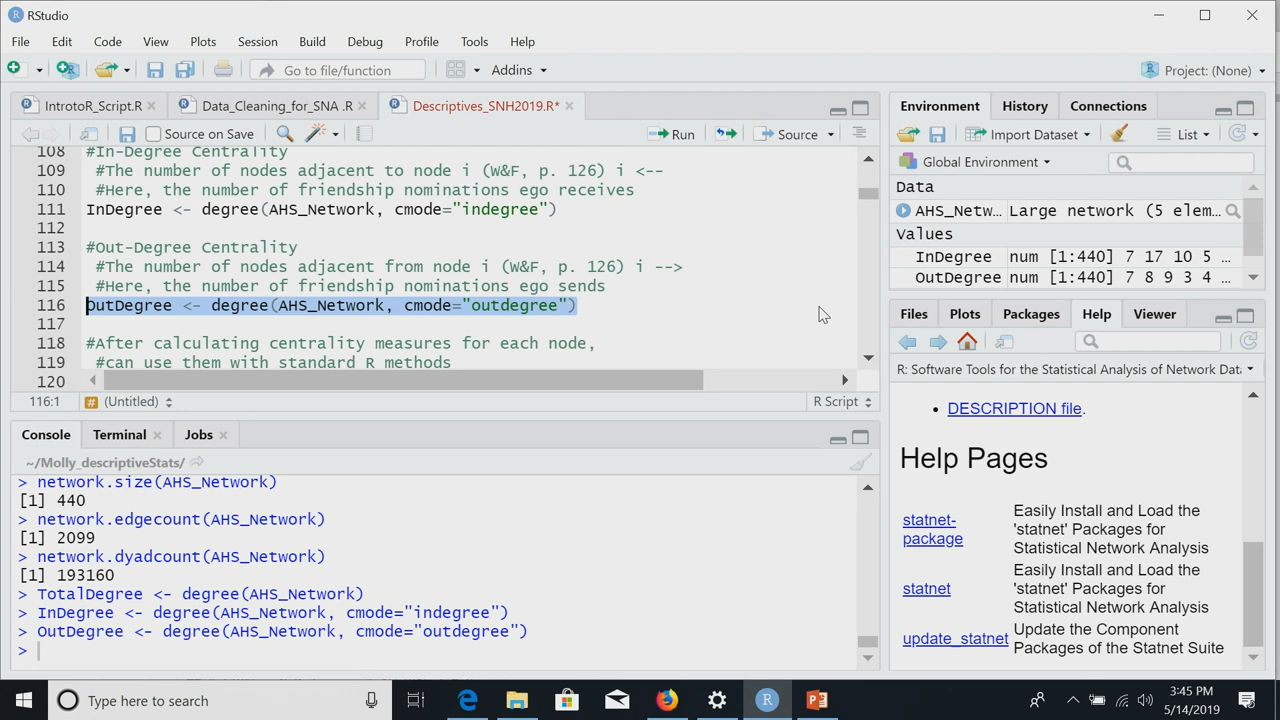 RStudio
File Edit Code View Plots Session Build Debug Profile Tools Help
Go to file/function Addins Project: (None)
IntrotoR_Script.R Data_Cleaning_for_SNA .R Descriptives_SNH2019.R*
Source on Save Run Source
108 #In-Degree Centrality
109 #The number of nodes adjacent to node i (W&F, p. 126) i <--
110 #Here, the number of friendship nominations ego receives
111 InDegree <- degree(AHS_Network, cmode="indegree")
112
113 #Out-Degree Centrality
114 #The number of nodes adjacent from node i (W&F, p. 126) i -->
115 #Here, the number of friendship nominations ego sends
116 OutDegree <- degree(AHS_Network, cmode="outdegree")
117
118 #After calculating centrality measures for each node,
119 #can use them with standard R methods
120
116:1 # (Untitled) R Script
Console Terminal Jobs
~/Molly_descriptiveStats/
> network.size(AHS_Network)
[1] 440
> network.edgecount(AHS_Network)
[1] 2099
> network.dyadcount(AHS_Network)
[1] 193160
> TotalDegree <- degree(AHS_Network)
> InDegree <- degree(AHS_Network, cmode="indegree")
> OutDegree <- degree(AHS_Network, cmode="outdegree")
>
Environment History Connections
Import Dataset List
Global Environment
Data
AHS_Netw... Large network (5 elem...
Values
InDegree num [1:440] 7 17 10 5 ...
OutDegree num [1:440] 7 8 9 3 4 ...
Files Plots Packages Help Viewer
R: Software Tools for the Statistical Analysis of Network Data
• DESCRIPTION file.
Help Pages
statnet-package Easily Install and Load the
'statnet' Packages for
Statistical Network Analysis
statnet Easily Install and Load the
'statnet' Packages for
Statistical Network Analysis
update_statnet Update the Component
Packages of the Statnet Suite
Type here to search
3:45 PM
5/14/2019